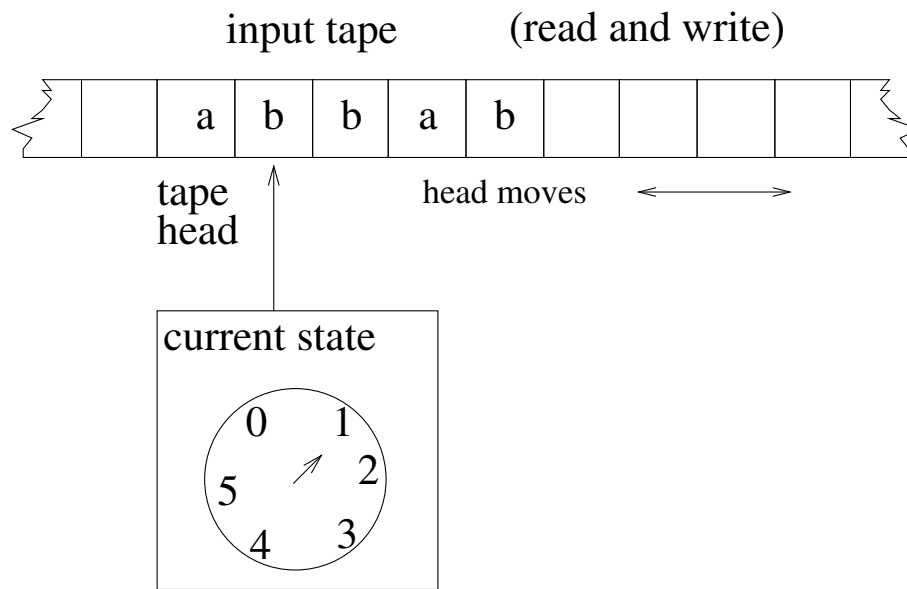 input tape (read and write)
a b b a b
tape
head
head moves
current state
0 1
5 2
4 3